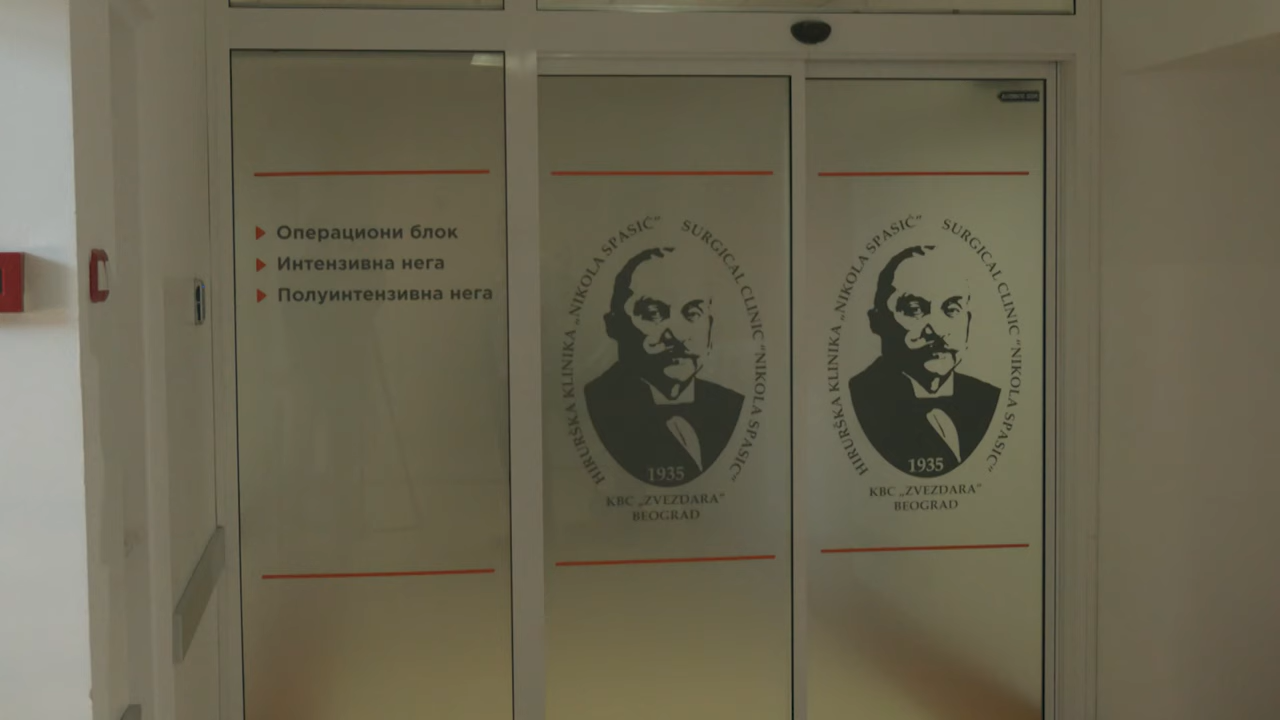 Операциони блок
Интензивна нега
Полуинтензивна нега
HIRURŠKA KLINIKA „NIKOLA SPASIĆ“ SURGICAL CLINIC “NIKOLA SPASIĆ”
1935
KBC „ZVEZDARA“
BEOGRAD
HIRURŠKA KLINIKA „NIKOLA SPASIĆ“ SURGICAL CLINIC “NIKOLA SPASIĆ”
1935
KBC „ZVEZDARA“
BEOGRAD